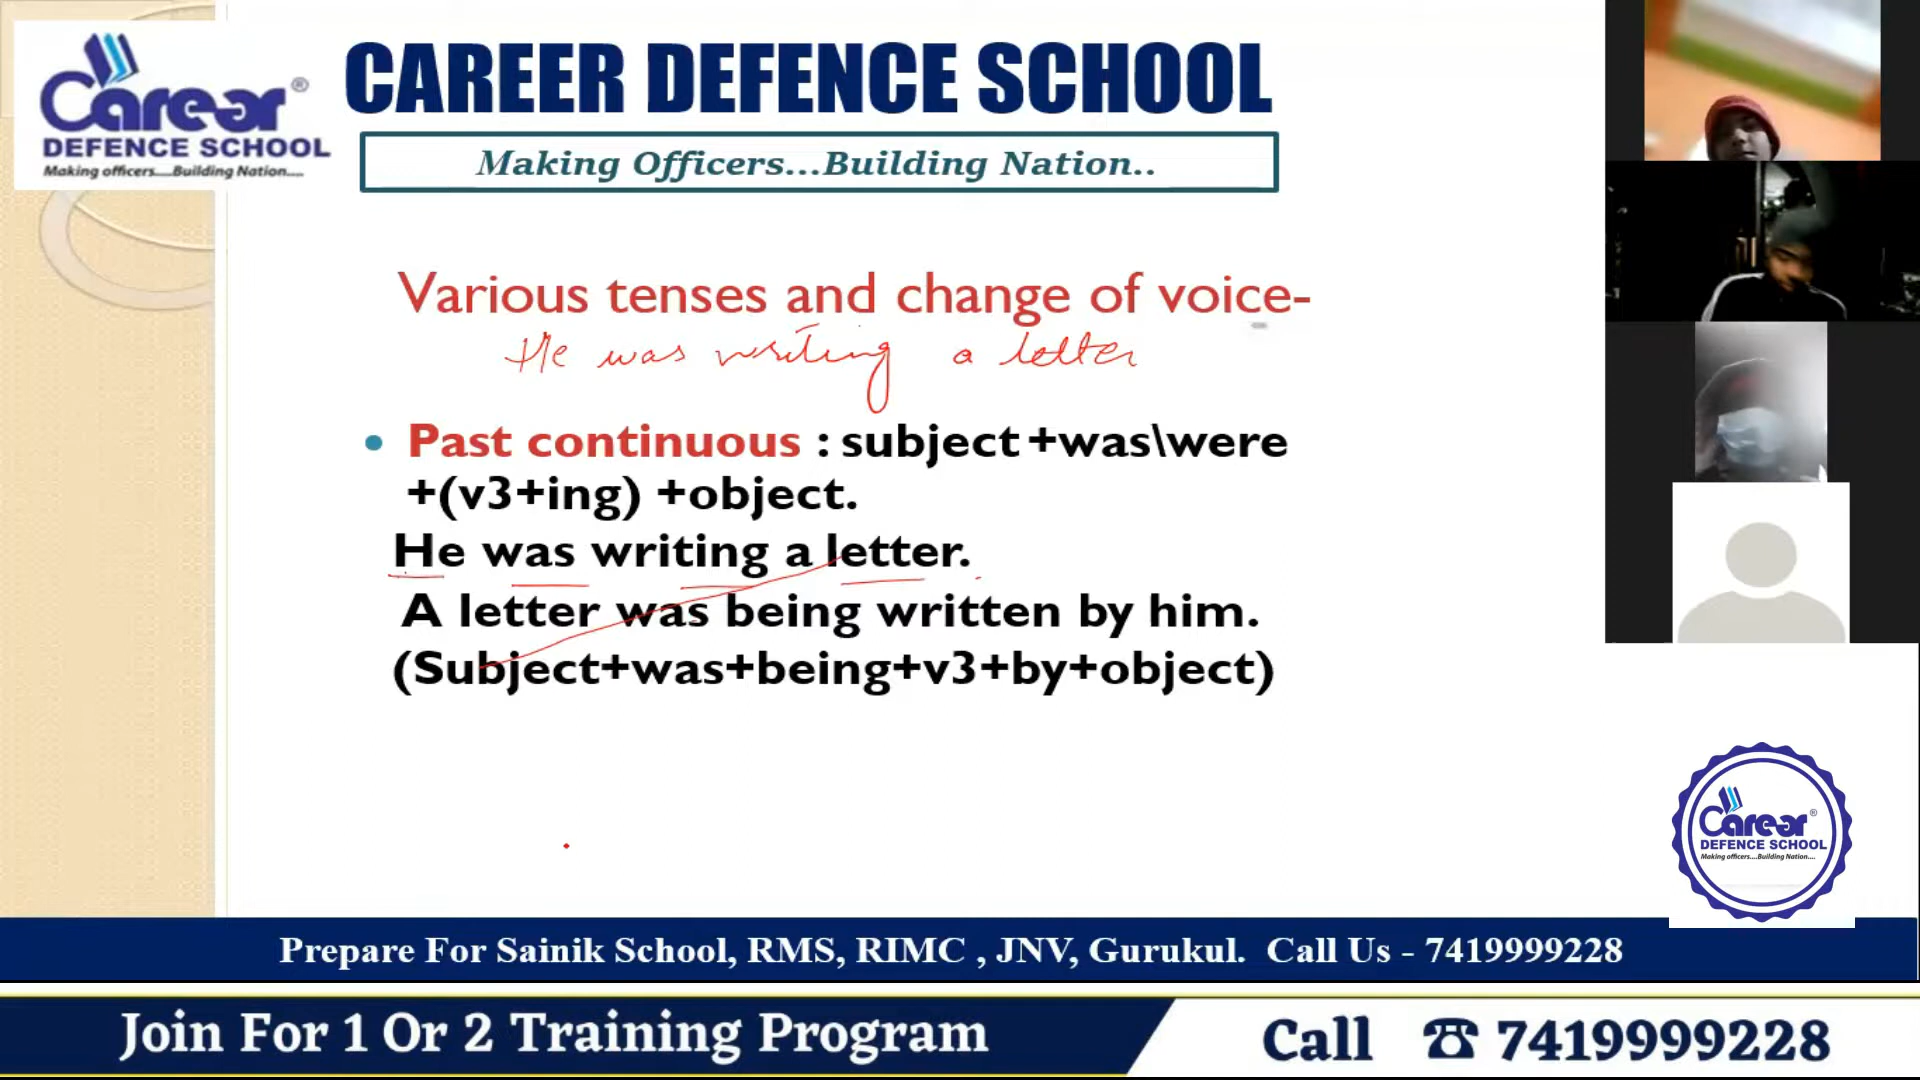 Career®
DEFENCE SCHOOL
Making officers....Building Nation....
CAREER DEFENCE SCHOOL
Making Officers...Building Nation..
Various tenses and change of voice-
He was writing a letter
• Past continuous : subject +was\were
+(v3+ing) +object.
He was writing a letter.
A letter was being written by him.
(Subject+was+being+v3+by+object)
Career®
DEFENCE SCHOOL
Making officers....Building Nation....
Prepare For Sainik School, RMS, RIMC , JNV, Gurukul. Call Us - 7419999228
Join For 1 Or 2 Training Program
Call ☎ 7419999228